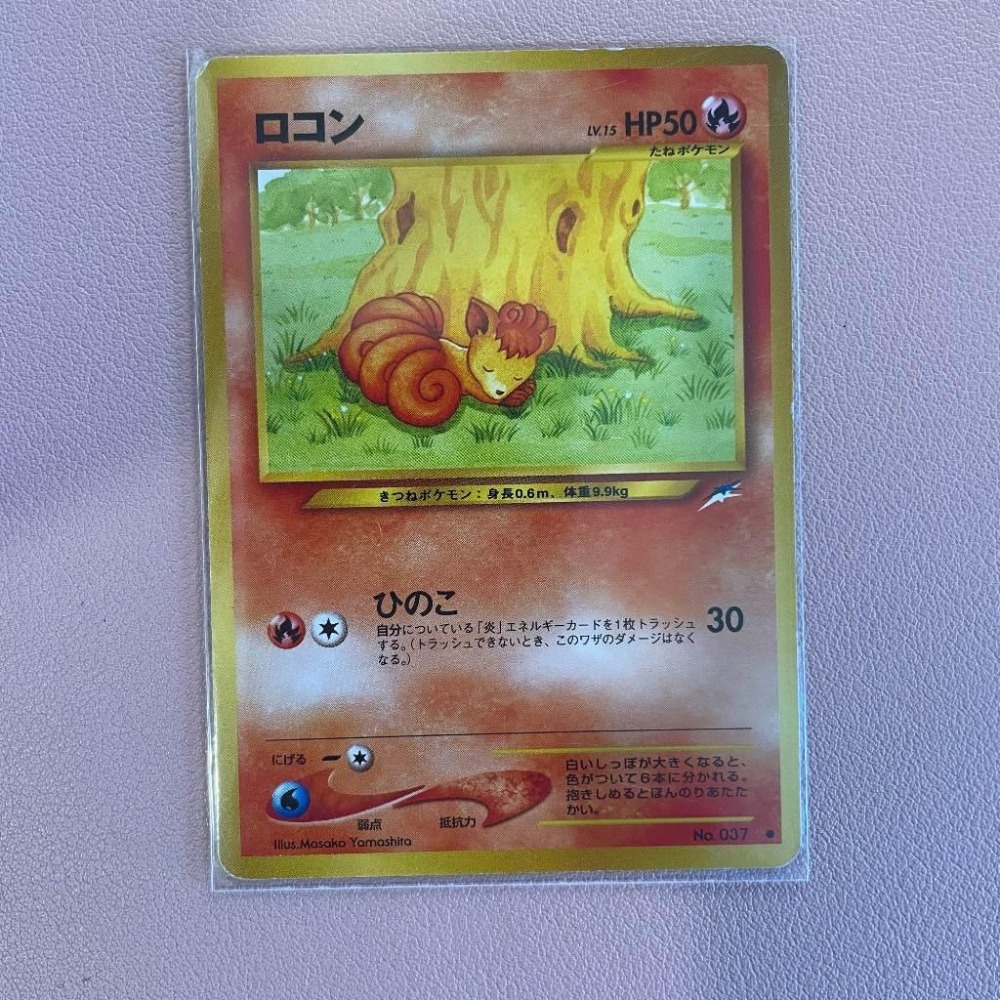 ロコン
LV.15 HP50
たねポケモン
きつねポケモン：身長0.6m、体重9.9kg
ひのこ
30
自分についている「炎」エネルギーカードを1枚トラッシュ
する。（トラッシュできないとき、このワザのダメージはなく
なる。）
にげる
弱点
抵抗力
白いしっぽが大きくなると、
色がついて6本に分かれる。
抱きしめるとほんのりあたた
かい。
Illus.Masako Yamashita
No. 037